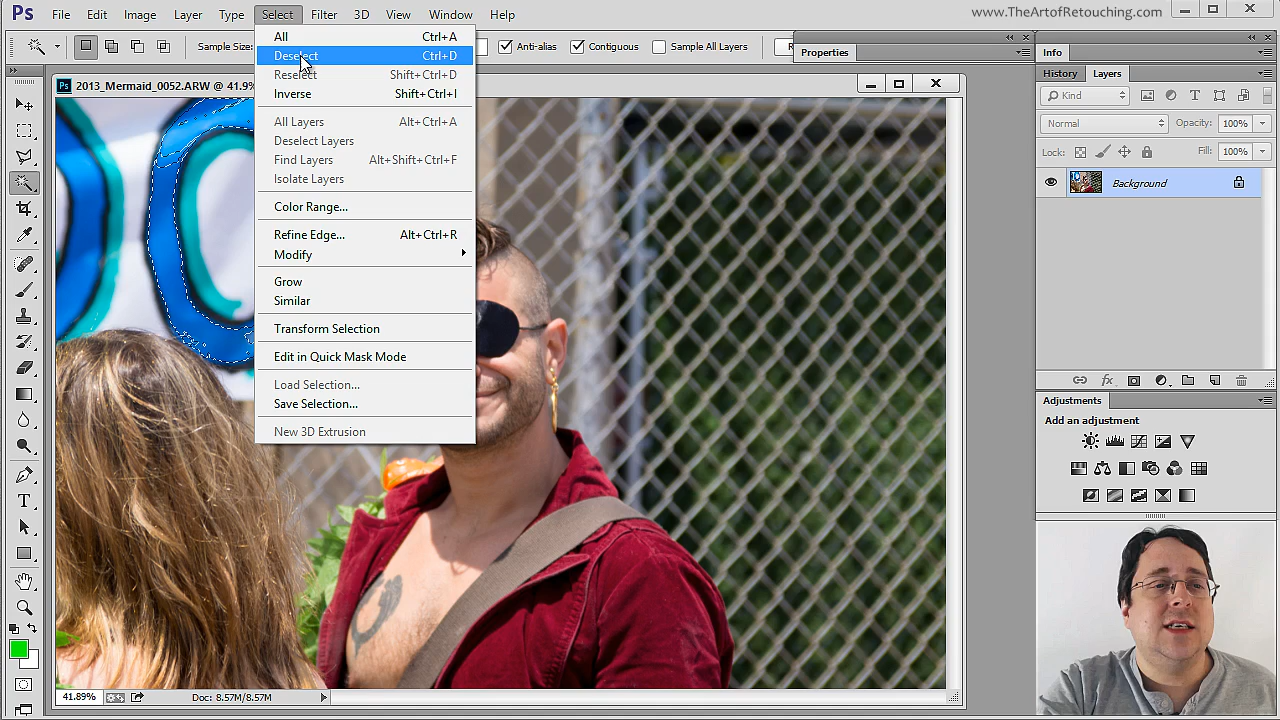 Ps File Edit Image Layer Type Select Filter 3D View Window Help www.TheArtofRetouching.com
Sample Size: Anti-alias Contiguous Sample All Layers
Properties
Info
2013_Mermaid_0052.ARW @ 41.9%
All Ctrl+A
Deselect Ctrl+D
Reselect Shift+Ctrl+D
Inverse Shift+Ctrl+I
All Layers Alt+Ctrl+A
Deselect Layers
Find Layers Alt+Shift+Ctrl+F
Isolate Layers
Color Range...
Refine Edge... Alt+Ctrl+R
Modify
Grow
Similar
Transform Selection
Edit in Quick Mask Mode
Load Selection...
Save Selection...
New 3D Extrusion
History Layers
Kind
Normal Opacity: 100%
Lock: Fill: 100%
Background
Adjustments
Add an adjustment
41.89% Doc: 8.57M/8.57M